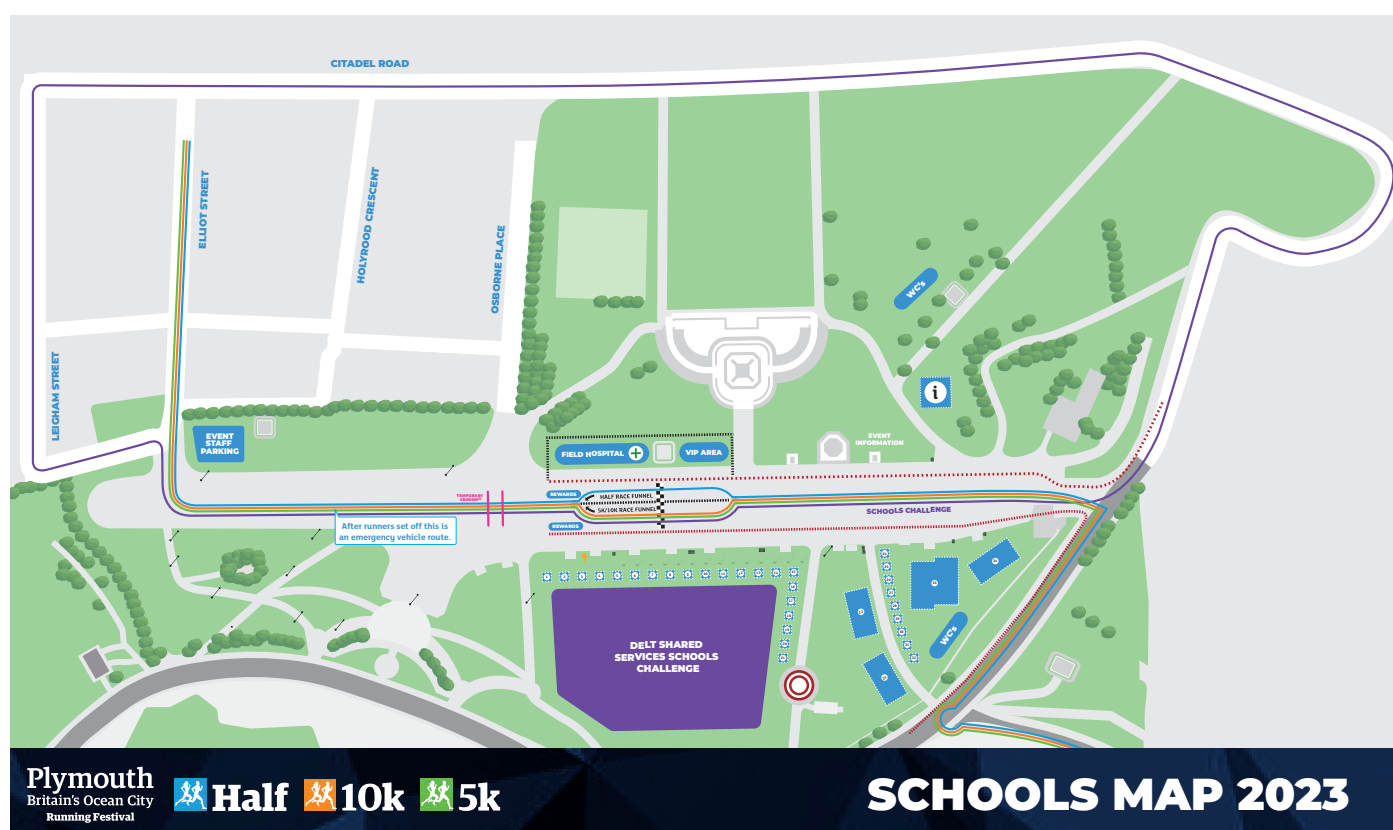 CITADEL ROAD
ELLIOT STREET
HOLYROOD CRESCENT
OSBORNE PLACE
LEIGHAM STREET
WC's
i
EVENT
STAFF
PARKING
FIELD HOSPITAL
VIP AREA
EVENT
INFORMATION
TEMPORARY
REWARDS
HALF RACE FUNNEL
5K/10K RACE FUNNEL
REWARDS
SCHOOLS CHALLENGE
After runners set off this is
an emergency vehicle route.
DELT SHARED
SERVICES SCHOOLS
CHALLENGE
WC's
Plymouth
Britain's Ocean City
Running Festival
Half
10k
5k
SCHOOLS MAP 2023